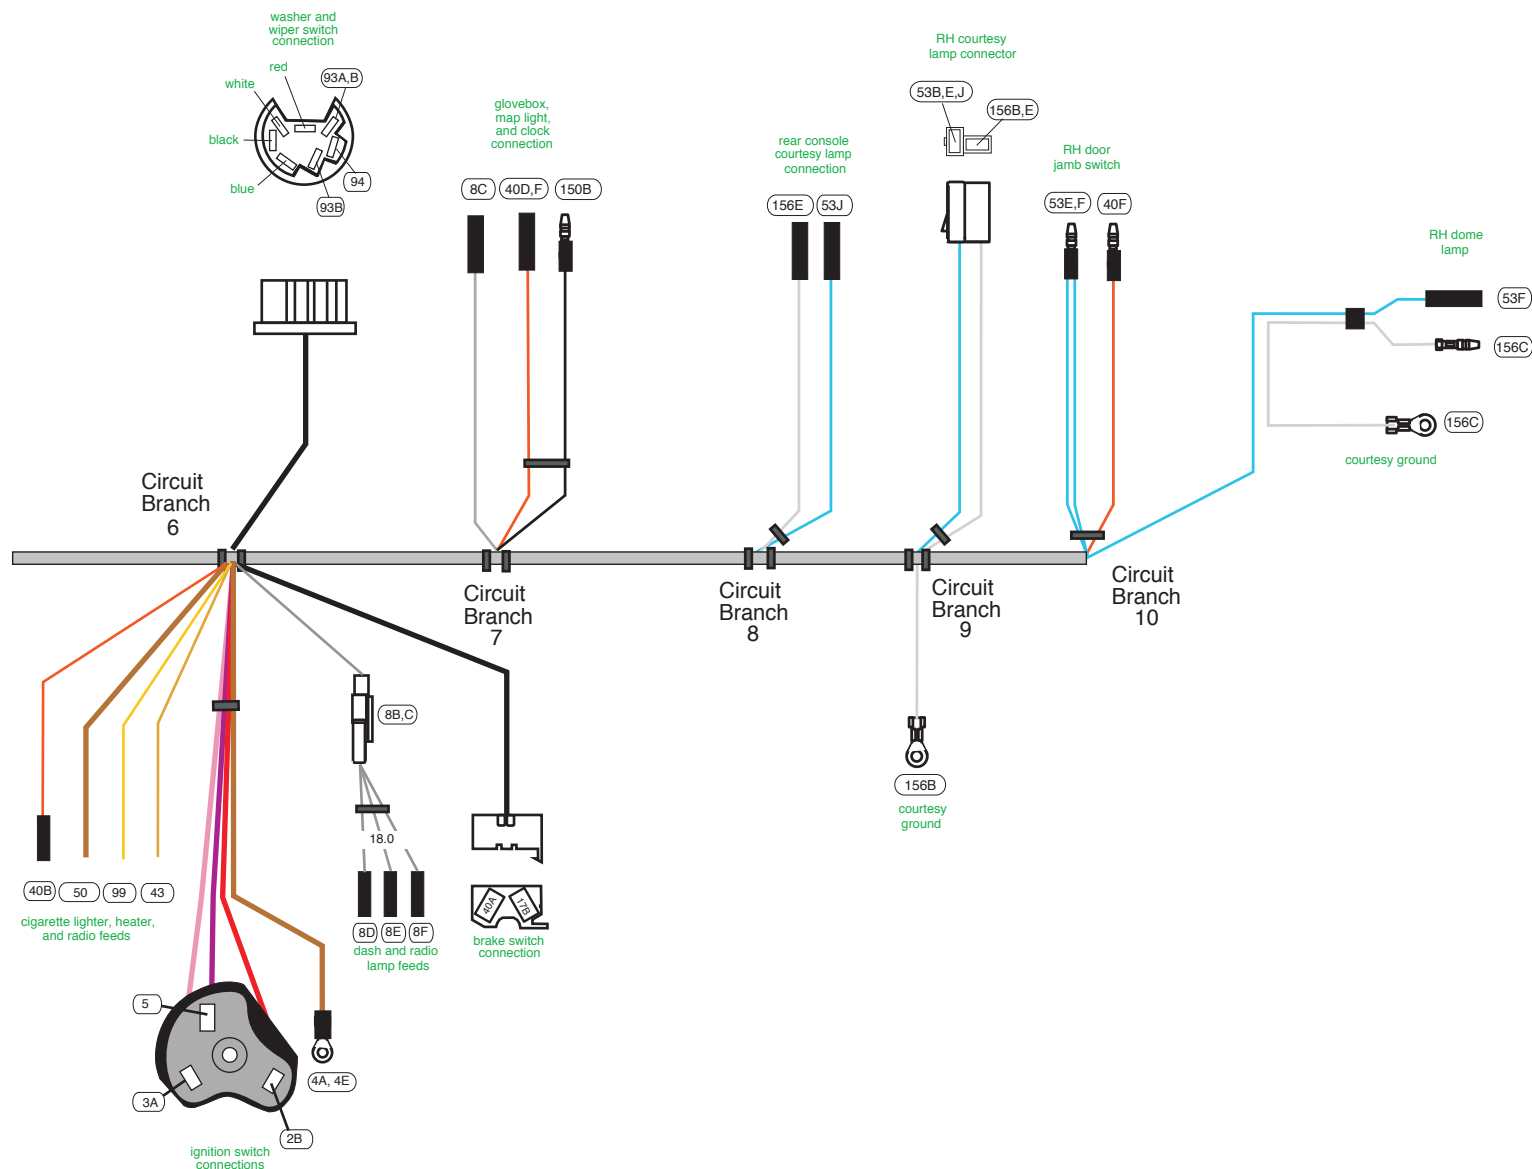 washer and
wiper switch
connection
red
white
93A,B
black
blue
94
93B
glovebox,
map light,
and clock
connection
8C
40D,F
150B
rear console
courtesy lamp
connection
156E
53J
RH courtesy
lamp connector
53B,E,J
156B,E
RH door
jamb switch
53E,F
40F
RH dome
lamp
53F
156C
156C
courtesy ground
Circuit
Branch
6
Circuit
Branch
7
Circuit
Branch
8
Circuit
Branch
9
Circuit
Branch
10
8B,C
18.0
156B
courtesy
ground
40B
50
99
43
cigarette lighter, heater,
and radio feeds
8D
8E
8F
dash and radio
lamp feeds
40A
17B
brake switch
connection
5
3A
2B
4A, 4E
ignition switch
connections